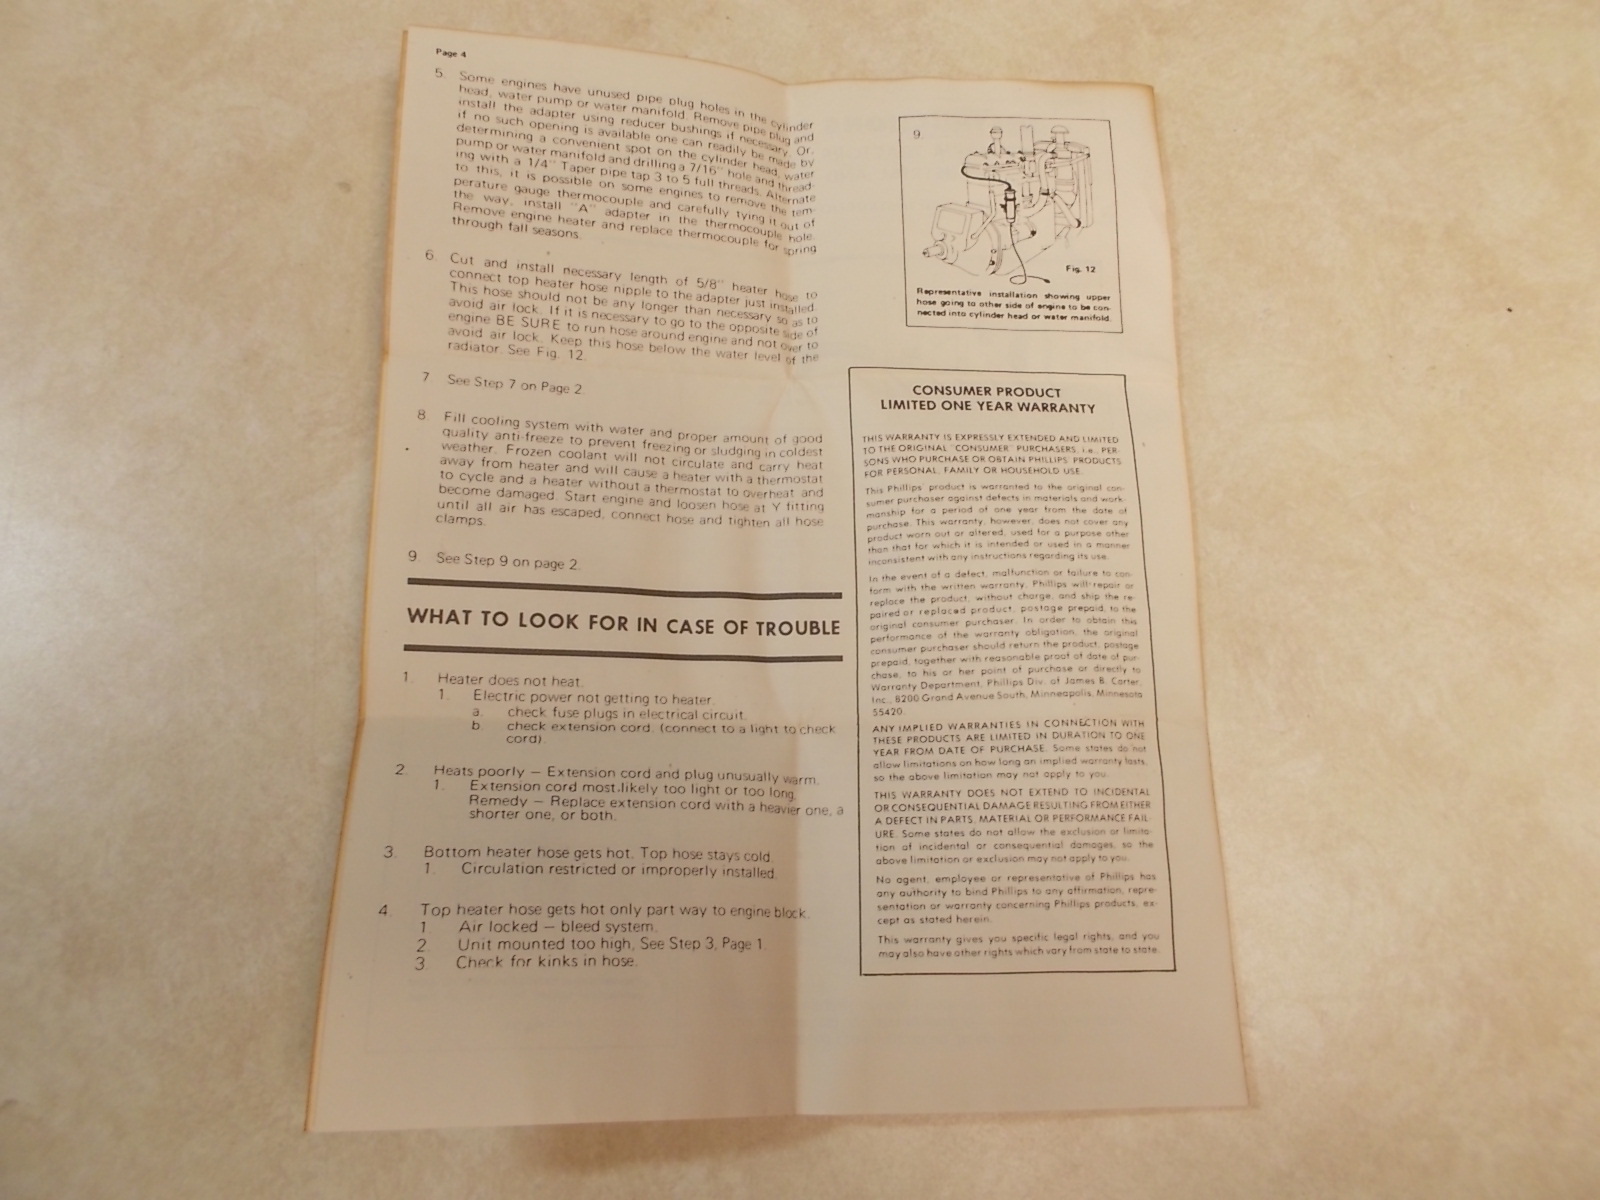 Page 4
5. Some engines have unused pipe plug holes in the cylinder
head, water pump or water manifold. Remove pipe plug and
install the adapter using reducer bushings if necessary. Or,
if no such opening is available one can readily be made by
determining a convenient spot on the cylinder head, water
pump or water manifold and drilling a 7/16" hole and thread-
ing with a 1/4" Taper pipe tap 3 to 5 full threads. Alternate
to this, it is possible on some engines to remove the tem-
perature gauge thermocouple and carefully tying it out of
the way, install "A" adapter in the thermocouple hole.
Remove engine heater and replace thermocouple for spring
through fall seasons.
6. Cut and install necessary length of 5/8" heater hose to
connect top heater hose nipple to the adapter just installed.
This hose should not be any longer than necessary so as to
avoid air lock. If it is necessary to go to the opposite side of
engine BE SURE to run hose around engine and not over to
avoid air lock. Keep this hose below the water level of the
radiator. See Fig. 12.
7 See Step 7 on Page 2.
8. Fill cooling system with water and proper amount of good
quality anti-freeze to prevent freezing or sludging in coldest
weather. Frozen coolant will not circulate and carry heat
away from heater and will cause a heater with a thermostat
to cycle and a heater without a thermostat to overheat and
become damaged. Start engine and loosen hose at Y fitting
until all air has escaped, connect hose and tighten all hose
clamps.
9. See Step 9 on page 2.
WHAT TO LOOK FOR IN CASE OF TROUBLE
1. Heater does not heat.
1. Electric power not getting to heater.
a. check fuse plugs in electrical circuit.
b. check extension cord. (connect to a light to check
cord).
2. Heats poorly — Extension cord and plug unusually warm.
1. Extension cord most likely too light or too long.
Remedy — Replace extension cord with a heavier one, a
shorter one, or both.
3. Bottom heater hose gets hot. Top hose stays cold.
1. Circulation restricted or improperly installed.
4. Top heater hose gets hot only part way to engine block.
1 Air locked — bleed system.
2. Unit mounted too high, See Step 3, Page 1.
3. Check for kinks in hose.
9.
Fig. 12
Representative installation showing upper
hose going to other side of engine to be con-
nected into cylinder head or water manifold.
CONSUMER PRODUCT
LIMITED ONE YEAR WARRANTY
THIS WARRANTY IS EXPRESSLY EXTENDED AND LIMITED
TO THE ORIGINAL "CONSUMER" PURCHASERS, i.e., PER-
SONS WHO PURCHASE OR OBTAIN PHILLIPS' PRODUCTS
FOR PERSONAL, FAMILY OR HOUSEHOLD USE.
This Phillips' product is warranted to the original con-
sumer purchaser against defects in materials and work-
manship for a period of one year from the date of
purchase. This warranty, however, does not cover any
product worn out or altered, used for a purpose other
than that for which it is intended or used in a manner
inconsistent with any instructions regarding its use.
In the event of a defect, malfunction or failure to con-
form with the written warranty, Phillips will repair or
replace the product, without charge, and ship the re-
paired or replaced product, postage prepaid, to the
original consumer purchaser. In order to obtain this
performance of the warranty obligation, the original
consumer purchaser should return the product, postage
prepaid, together with reasonable proof of date of pur-
chase, to his or her point of purchase or directly to
Warranty Department, Phillips Div. of James B. Carter,
Inc., 8200 Grand Avenue South, Minneapolis, Minnesota
55420.
ANY IMPLIED WARRANTIES IN CONNECTION WITH
THESE PRODUCTS ARE LIMITED IN DURATION TO ONE
YEAR FROM DATE OF PURCHASE. Some states do not
allow limitations on how long an implied warranty lasts,
so the above limitation may not apply to you.
THIS WARRANTY DOES NOT EXTEND TO INCIDENTAL
OR CONSEQUENTIAL DAMAGE RESULTING FROM EITHER
A DEFECT IN PARTS, MATERIAL OR PERFORMANCE FAIL-
URE. Some states do not allow the exclusion or limita-
tion of incidental or consequential damages, so the
above limitation or exclusion may not apply to you.
No agent, employee or representative of Phillips has
any authority to bind Phillips to any affirmation, repre-
sentation or warranty concerning Phillips products, ex-
cept as stated herein.
This warranty gives you specific legal rights, and you
may also have other rights which vary from state to state.